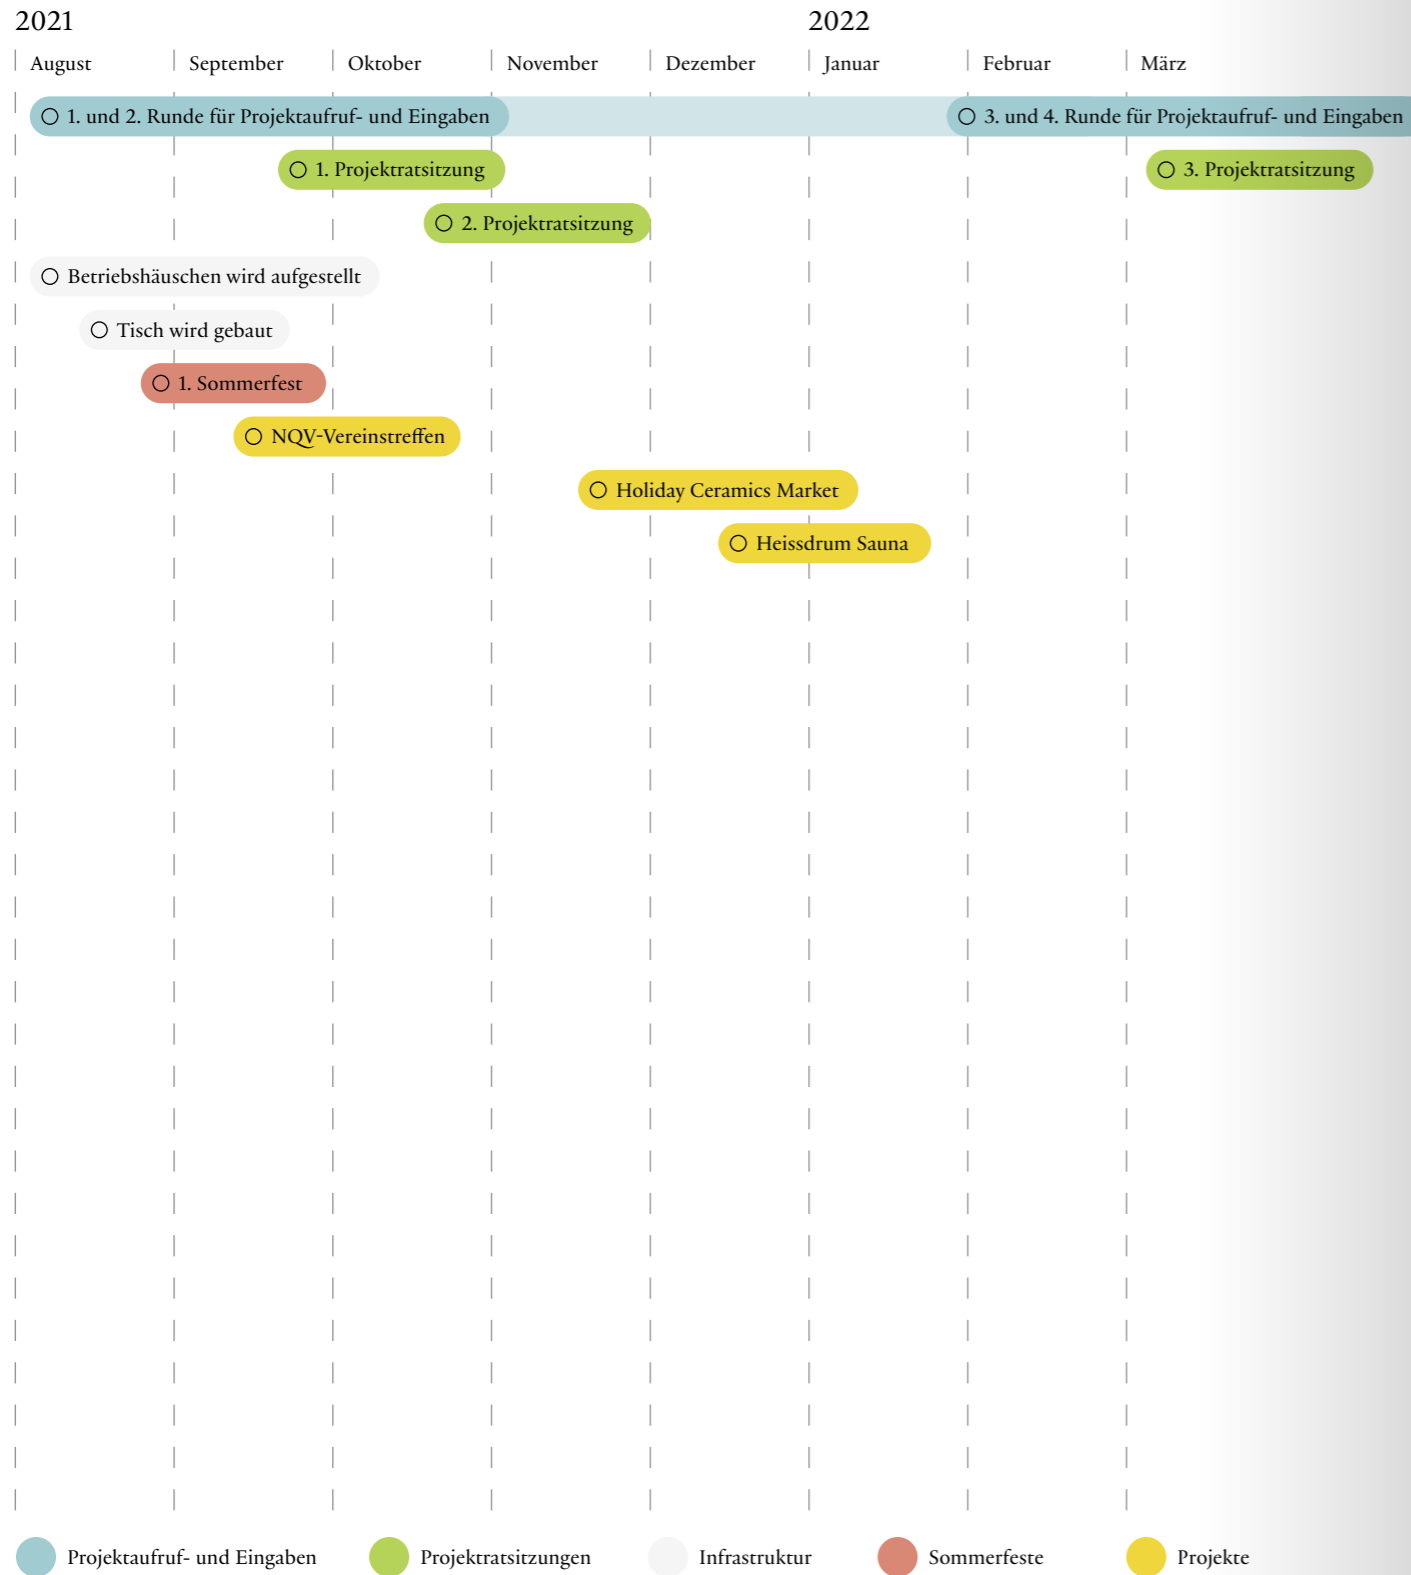 2021 2022
August September Oktober November Dezember Januar Februar März
1. und 2. Runde für Projektaufruf- und Eingaben 3. und 4. Runde für Projektaufruf- und Eingaben
1. Projektratsitzung 3. Projektratsitzung
2. Projektratsitzung
Betriebshäuschen wird aufgestellt
Tisch wird gebaut
1. Sommerfest
NQV-Vereinstreffen
Holiday Ceramics Market
Heissdrum Sauna
Projektaufruf- und Eingaben Projektratsitzungen Infrastruktur Sommerfeste Projekte